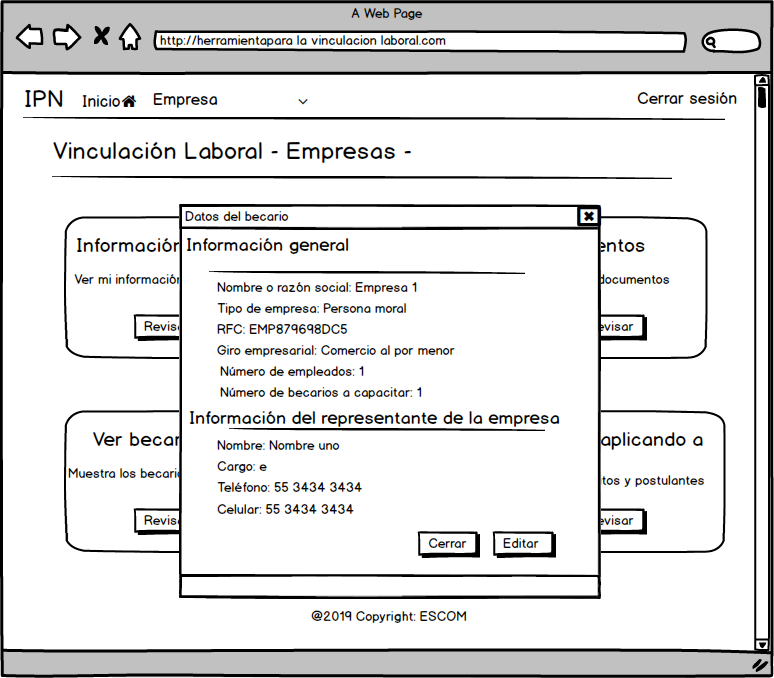 A Web Page
http://herramientapara la vinculacion laboral.com
IPN Inicio Empresa Cerrar sesión
Vinculación Laboral - Empresas -
Datos del becario
Información general
Nombre o razón social: Empresa 1
Tipo de empresa: Persona moral
RFC: EMP879698DC5
Giro empresarial: Comercio al por menor
Número de empleados: 1
Número de becarios a capacitar: 1
Información del representante de la empresa
Nombre: Nombre uno
Cargo: e
Teléfono: 55 3434 3434
Celular: 55 3434 3434
Cerrar Editar
Información
Ver mi información
Revisa
entos
documentos
evisar
Ver becar
Muestra los becario
Revisa
aplicando a
tos y postulantes
evisar
@2019 Copyright: ESCOM